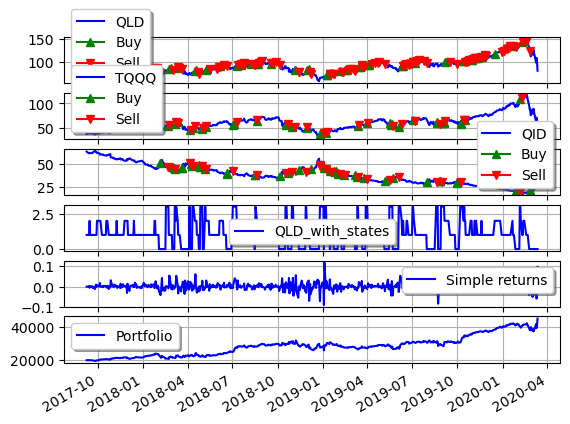 QLD
Buy
Sell
150
100
TQQQ
Buy
Sell
100
50
QID
Buy
Sell
50
25
QLD_with_states
2.5
0.0
Simple returns
0.1
0.0
−0.1
Portfolio
40000
20000
2017-10
2018-01
2018-04
2018-07
2018-10
2019-01
2019-04
2019-07
2019-10
2020-01
2020-04